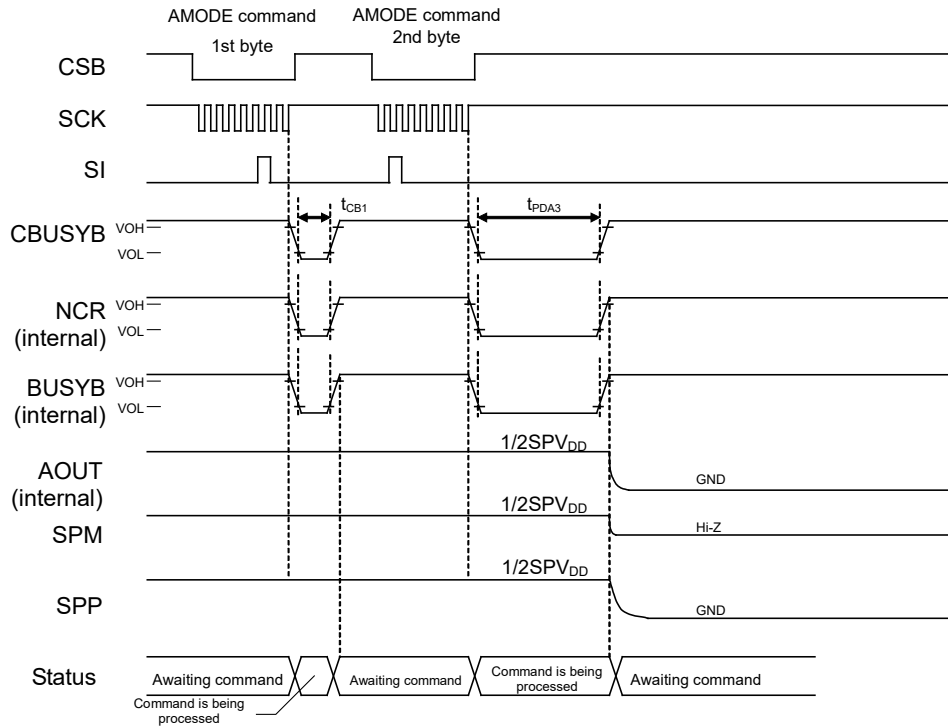 AMODE command
1st byte
AMODE command
2nd byte
CSB
SCK
SI
tCB1
tPDA3
CBUSYB
VOH
VOL
NCR
(internal)
VOH
VOL
BUSYB
(internal)
VOH
VOL
1/2SPVDD
AOUT
(internal)
GND
1/2SPVDD
SPM
Hi-Z
1/2SPVDD
SPP
GND
Status
Awaiting command
Command is being
processed
Awaiting command
Command is being
processed
Awaiting command